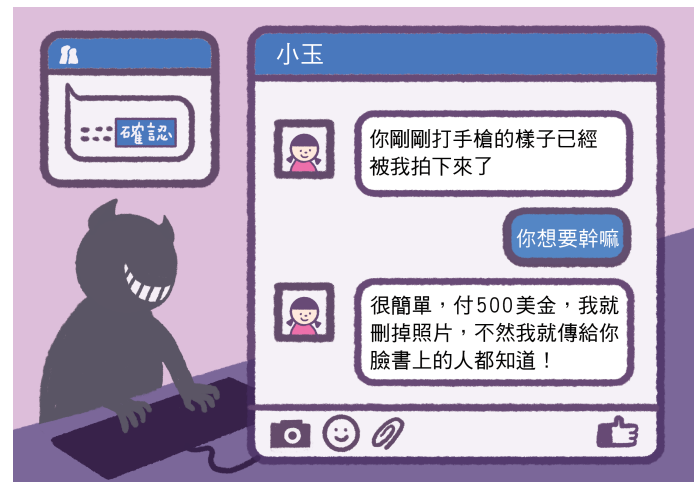 確認
小玉
你剛剛打手槍的樣子已經
被我拍下來了
你想要幹嘛
很簡單，付500美金，我就
刪掉照片，不然我就傳給你
臉書上的人都知道！